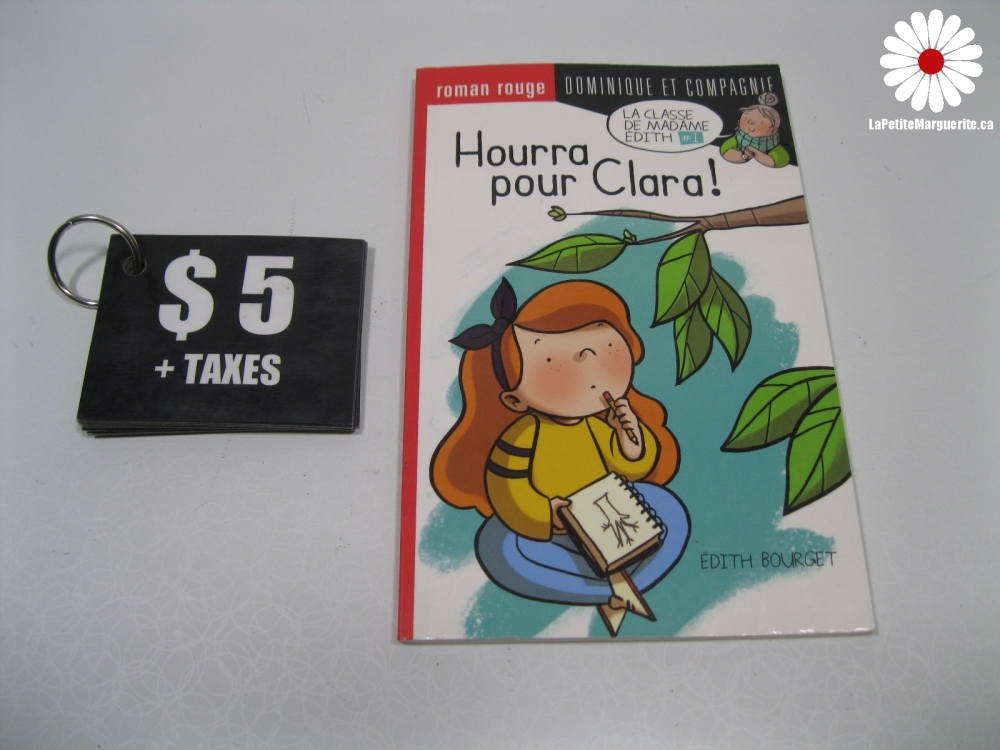 LaPetiteMarguerite.ca
roman rouge DOMINIQUE ET COMPAGNIE
LA CLASSE
DE MADAME
ÉDITH #1
Hourra
pour Clara!
$ 5
+ TAXES
ÉDITH BOURGET